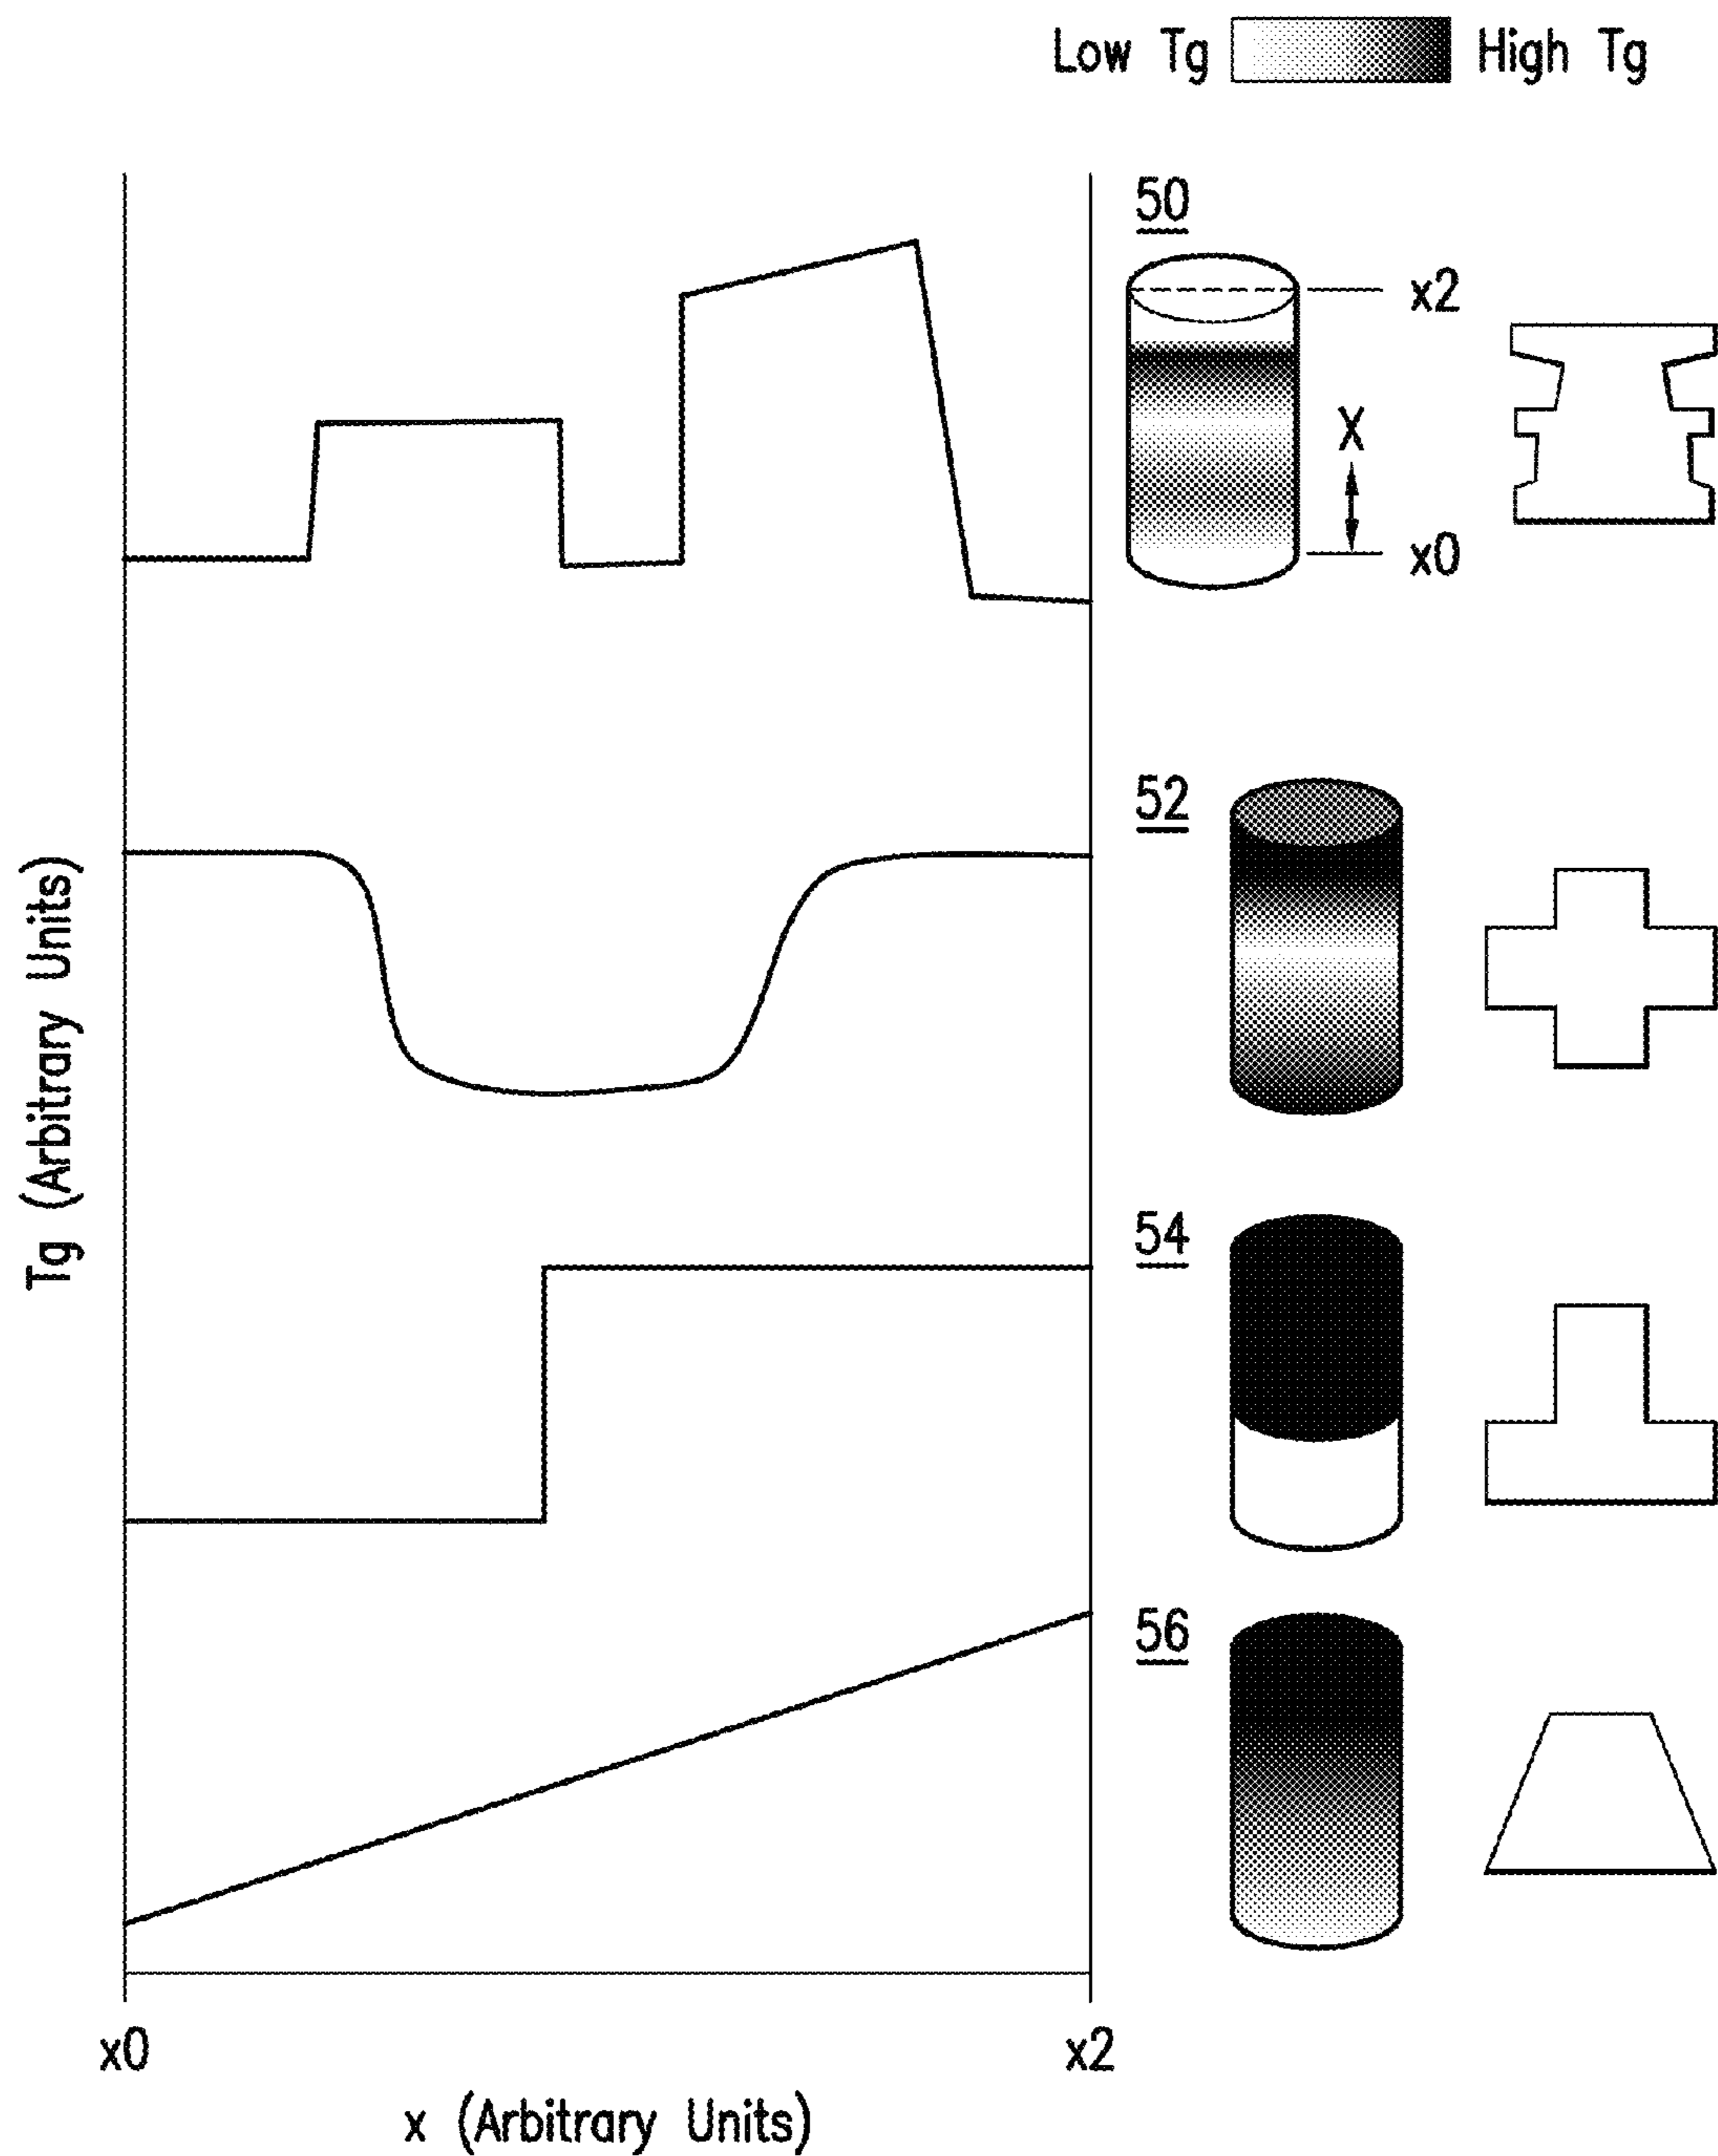 Low Tg
High Tg
50
x2
X
x0
52
54
56
Tg (Arbitrary Units)
x0
x2
x (Arbitrary Units)